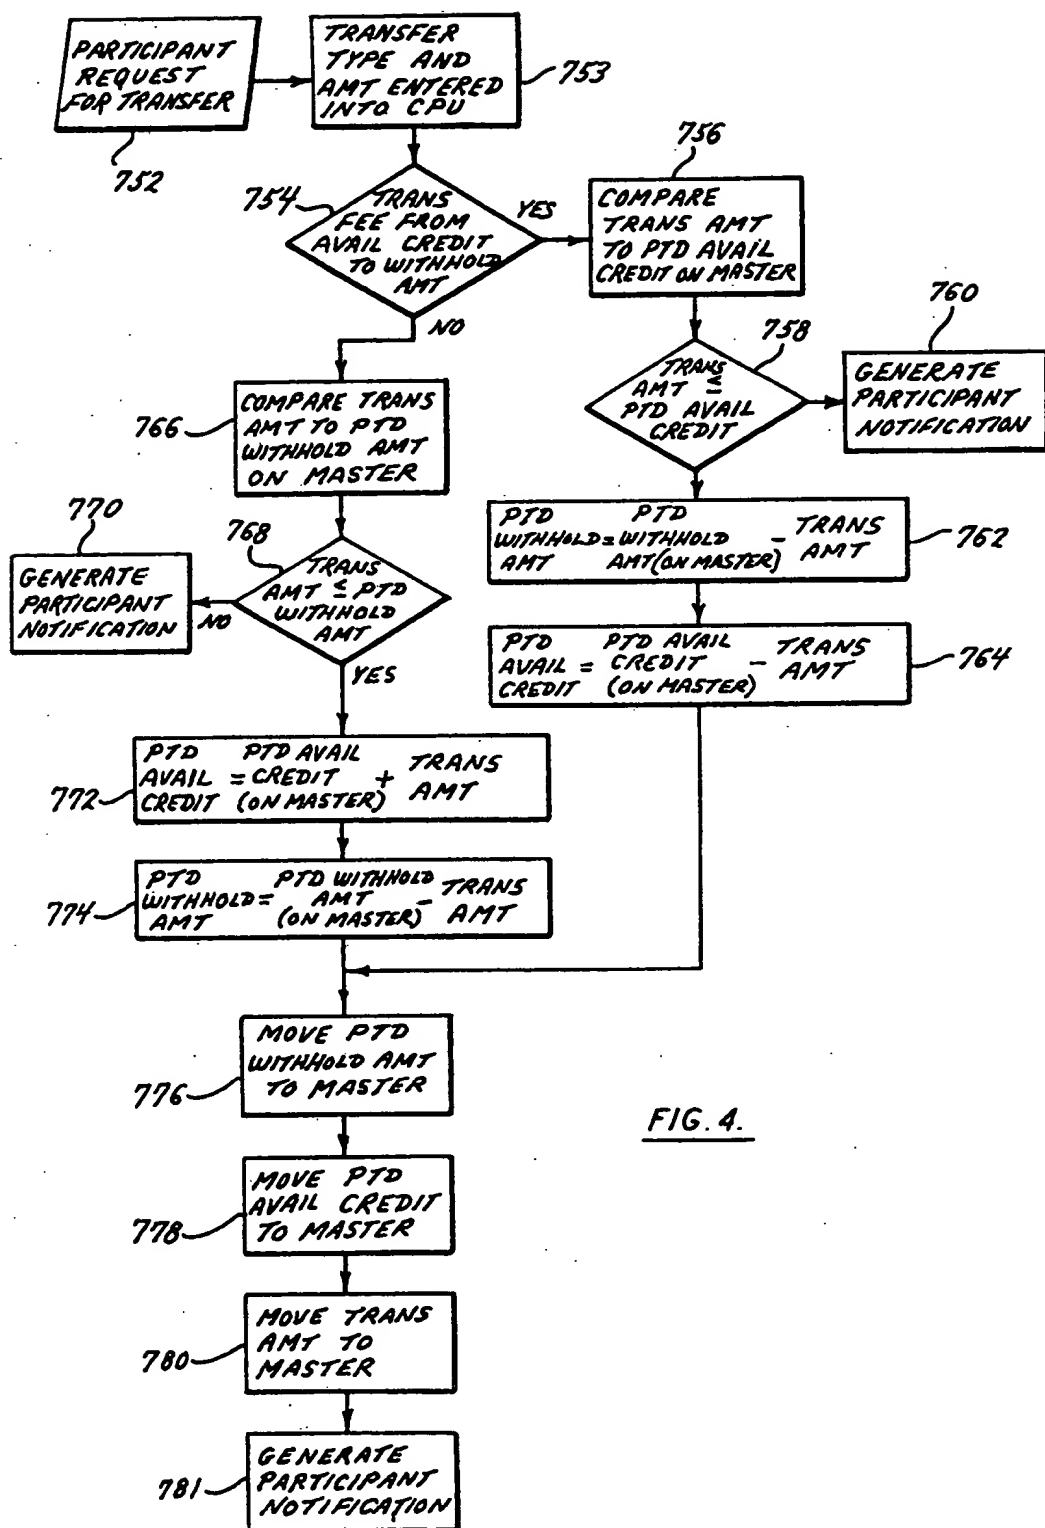 PARTICIPANT
REQUEST
FOR TRANSFER
752
TRANSFER
TYPE AND
AMT ENTERED
INTO CPU
753
754
TRANS
FEE FROM
AVAIL CREDIT
TO WITHHOLD
AMT
YES
NO
756
COMPARE
TRANS AMT
TO PTD AVAIL
CREDIT ON MASTER
758
TRANS
AMT ≤
PTD AVAIL
CREDIT
760
GENERATE
PARTICIPANT
NOTIFICATION
766
COMPARE TRANS
AMT TO PTD
WITHHOLD AMT
ON MASTER
PTD PTD
WITHHOLD = WITHHOLD - TRANS
AMT AMT (ON MASTER) AMT
762
770
GENERATE
PARTICIPANT
NOTIFICATION
768
TRANS
AMT ≤ PTD
WITHHOLD
AMT
NO
YES
PTD PTD AVAIL
AVAIL = CREDIT - TRANS
CREDIT (ON MASTER) AMT
764
772
PTD PTD AVAIL
AVAIL = CREDIT + TRANS
CREDIT (ON MASTER) AMT
774
PTD PTD WITHHOLD
WITHHOLD = AMT - TRANS
AMT (ON MASTER) AMT
776
MOVE PTD
WITHHOLD AMT
TO MASTER
FIG. 4.
778
MOVE PTD
AVAIL CREDIT
TO MASTER
780
MOVE TRANS
AMT TO
MASTER
781
GENERATE
PARTICIPANT
NOTIFICATION